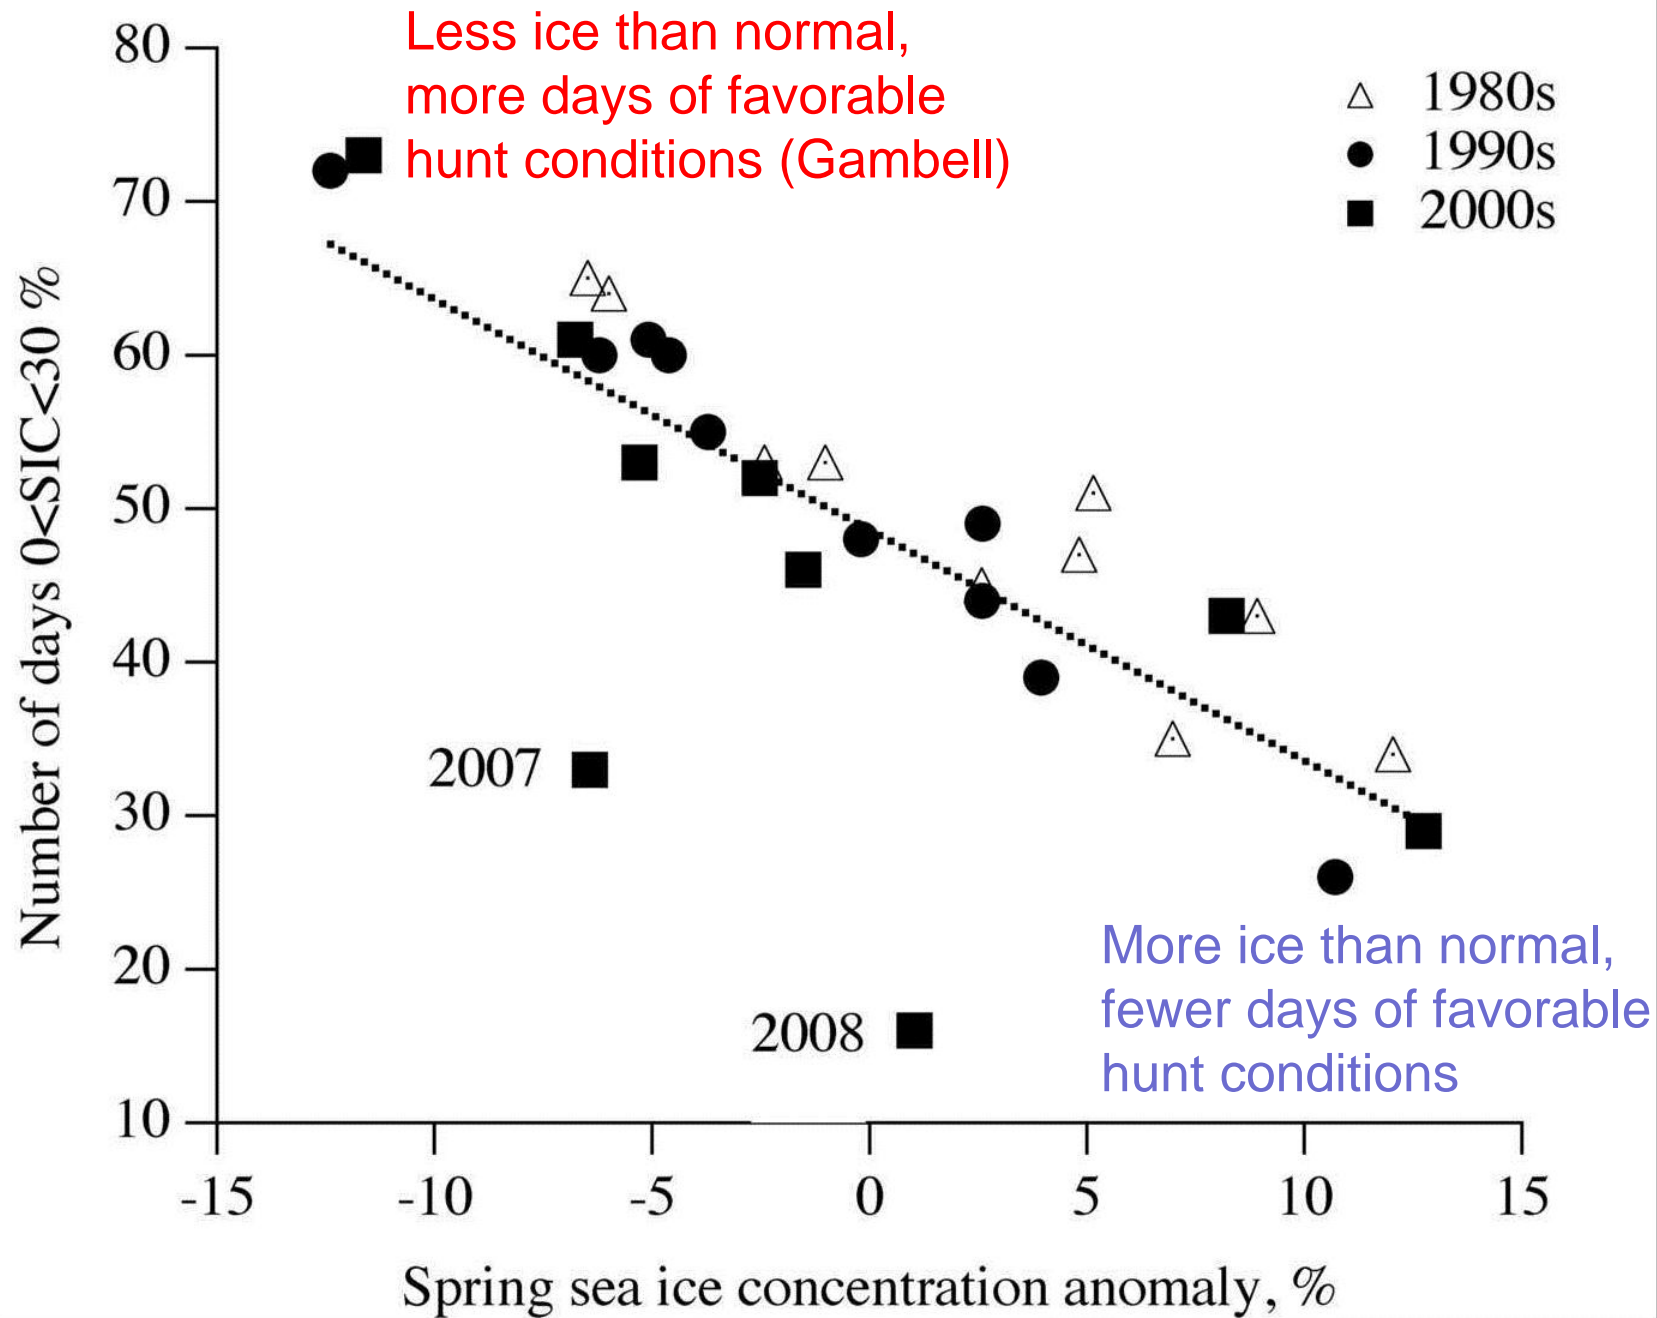 Less ice than normal,
more days of favorable
hunt conditions (Gambell)
1980s
1990s
2000s
80
70
60
50
40
30
20
10
Number of days 0<SIC<30 %
2007
2008
More ice than normal,
fewer days of favorable
hunt conditions
-15 -10 -5 0 5 10 15
Spring sea ice concentration anomaly, %